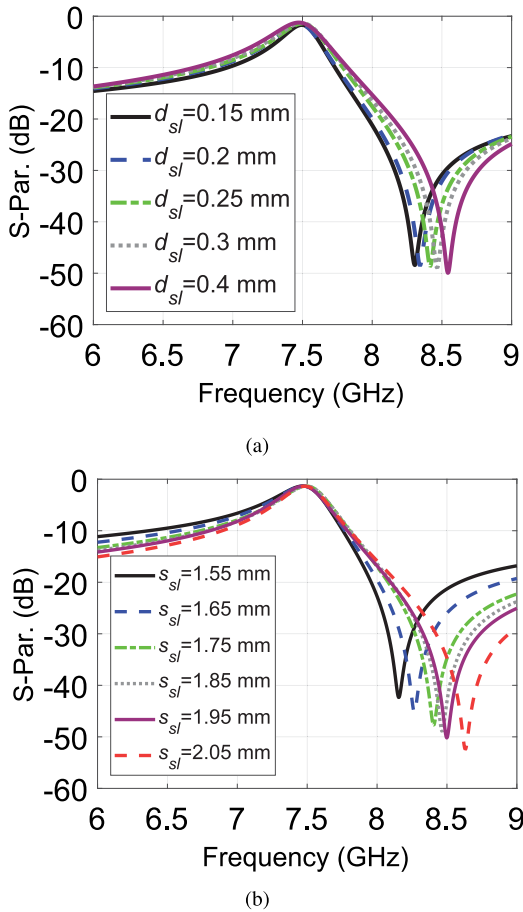 0
-10
-20
-30
-40
-50
-60
S-Par. (dB)
d_sl=0.15 mm
d_sl=0.2 mm
d_sl=0.25 mm
d_sl=0.3 mm
d_sl=0.4 mm
6 6.5 7 7.5 8 8.5 9
Frequency (GHz)
(a)
0
-10
-20
-30
-40
-50
-60
S-Par. (dB)
s_sl=1.55 mm
s_sl=1.65 mm
s_sl=1.75 mm
s_sl=1.85 mm
s_sl=1.95 mm
s_sl=2.05 mm
6 6.5 7 7.5 8 8.5 9
Frequency (GHz)
(b)